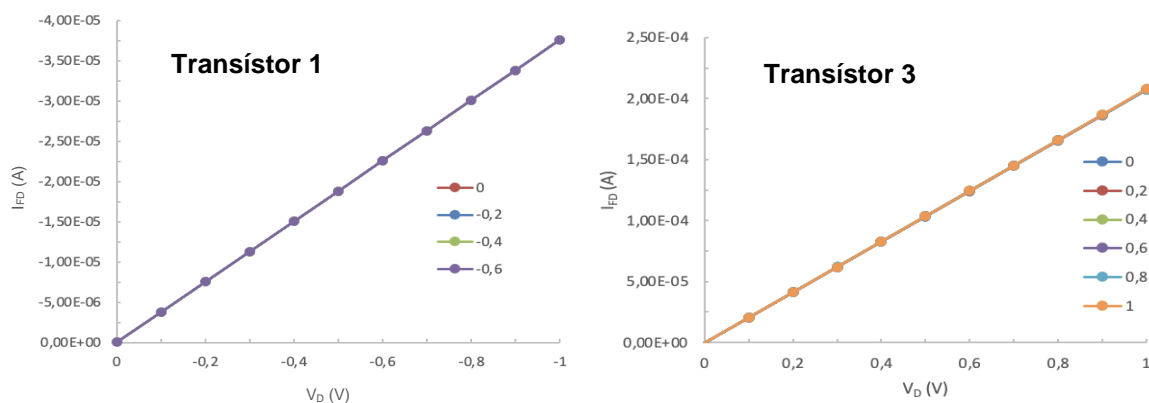 Transístor 1
-4,00E-05
-3,50E-05
-3,00E-05
-2,50E-05
-2,00E-05
-1,50E-05
-1,00E-05
-5,00E-06
0,00E+00
I_FD (A)
0
-0,2
-0,4
-0,6
0 -0,2 -0,4 -0,6 -0,8 -1
V_D (V)
Transístor 3
2,50E-04
2,00E-04
1,50E-04
1,00E-04
5,00E-05
0,00E+00
I_FD (A)
0
0,2
0,4
0,6
0,8
1
0 0,2 0,4 0,6 0,8 1
V_D (V)